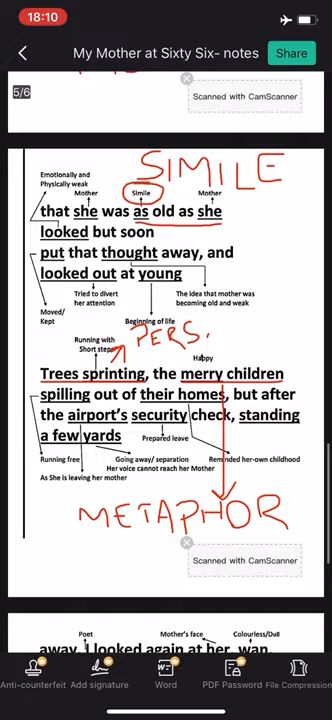 18:10
My Mother at Sixty Six- notes
Share
5/6
Scanned with CamScanner
SIMILE
Emotionally and
Physically weak
Mother
Simile
Mother
that she was as old as she
looked but soon
put that thought away, and
looked out at young
Tried to divert
her attention
The idea that mother was
becoming old and weak
Moved/
Kept
Beginning of life
PERS.
Running with
Short steps
Happy
Trees sprinting, the merry children
spilling out of their homes, but after
the airport's security check, standing
a few yards
Prepared leave
Running free
Going away/ separation
Her voice cannot reach her Mother
Reminded her-own childhood
As She is leaving her mother
METAPHOR
Scanned with CamScanner
Poet
Mother's face
Colourless/Dull
away, I looked again at her, wan,
Anti-counterfeit
Add signature
Word
PDF Password
File Compression